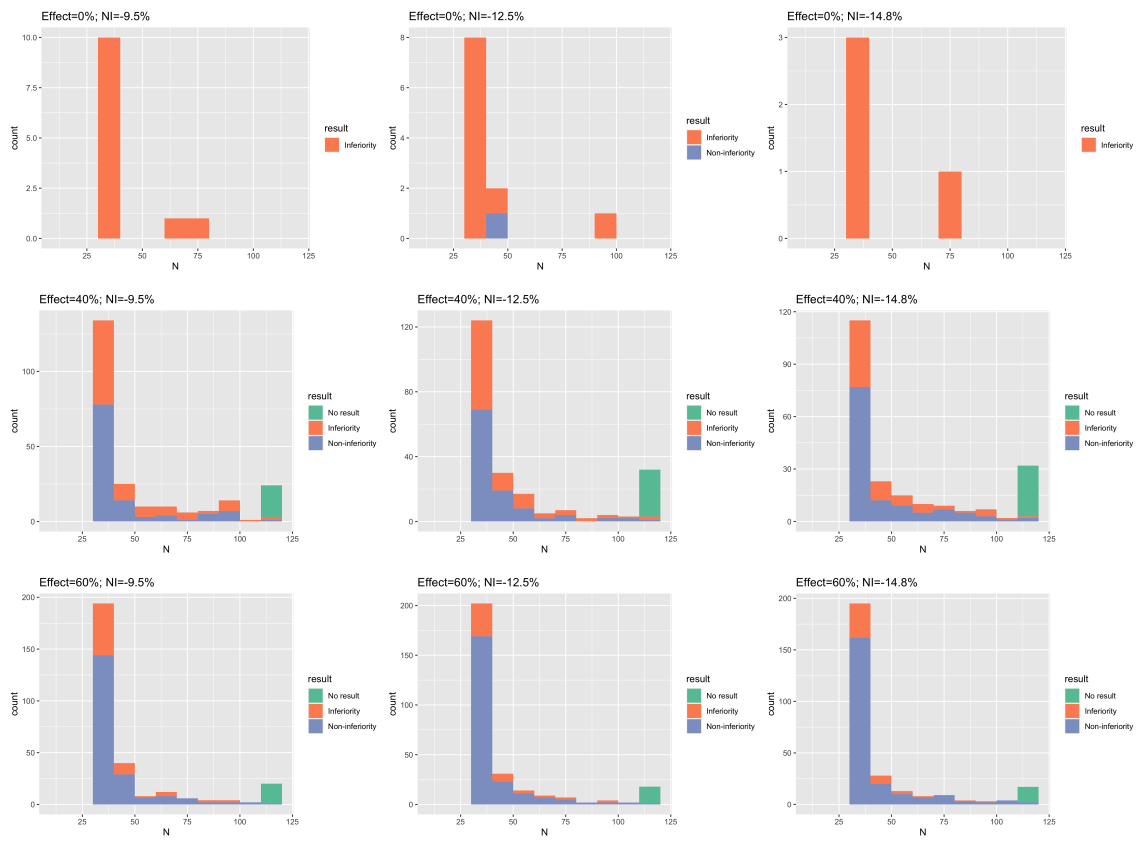 Effect=0%; NI=-9.5%
10.0
7.5
5.0
2.5
0.0
count
25 50 75 100 125
N
result
Inferiority
Effect=0%; NI=-12.5%
8
6
4
2
0
count
25 50 75 100 125
N
result
Inferiority
Non-inferiority
Effect=0%; NI=-14.8%
3
2
1
0
count
25 50 75 100 125
N
result
Inferiority
Effect=40%; NI=-9.5%
100
50
0
count
25 50 75 100 125
N
result
No result
Inferiority
Non-inferiority
Effect=40%; NI=-12.5%
120
80
40
0
count
25 50 75 100 125
N
result
No result
Inferiority
Non-inferiority
Effect=40%; NI=-14.8%
120
90
60
30
0
count
25 50 75 100 125
N
result
No result
Inferiority
Non-inferiority
Effect=60%; NI=-9.5%
200
150
100
50
0
count
25 50 75 100 125
N
result
No result
Inferiority
Non-inferiority
Effect=60%; NI=-12.5%
200
150
100
50
0
count
25 50 75 100 125
N
result
No result
Inferiority
Non-inferiority
Effect=60%; NI=-14.8%
200
150
100
50
0
count
25 50 75 100 125
N
result
No result
Inferiority
Non-inferiority